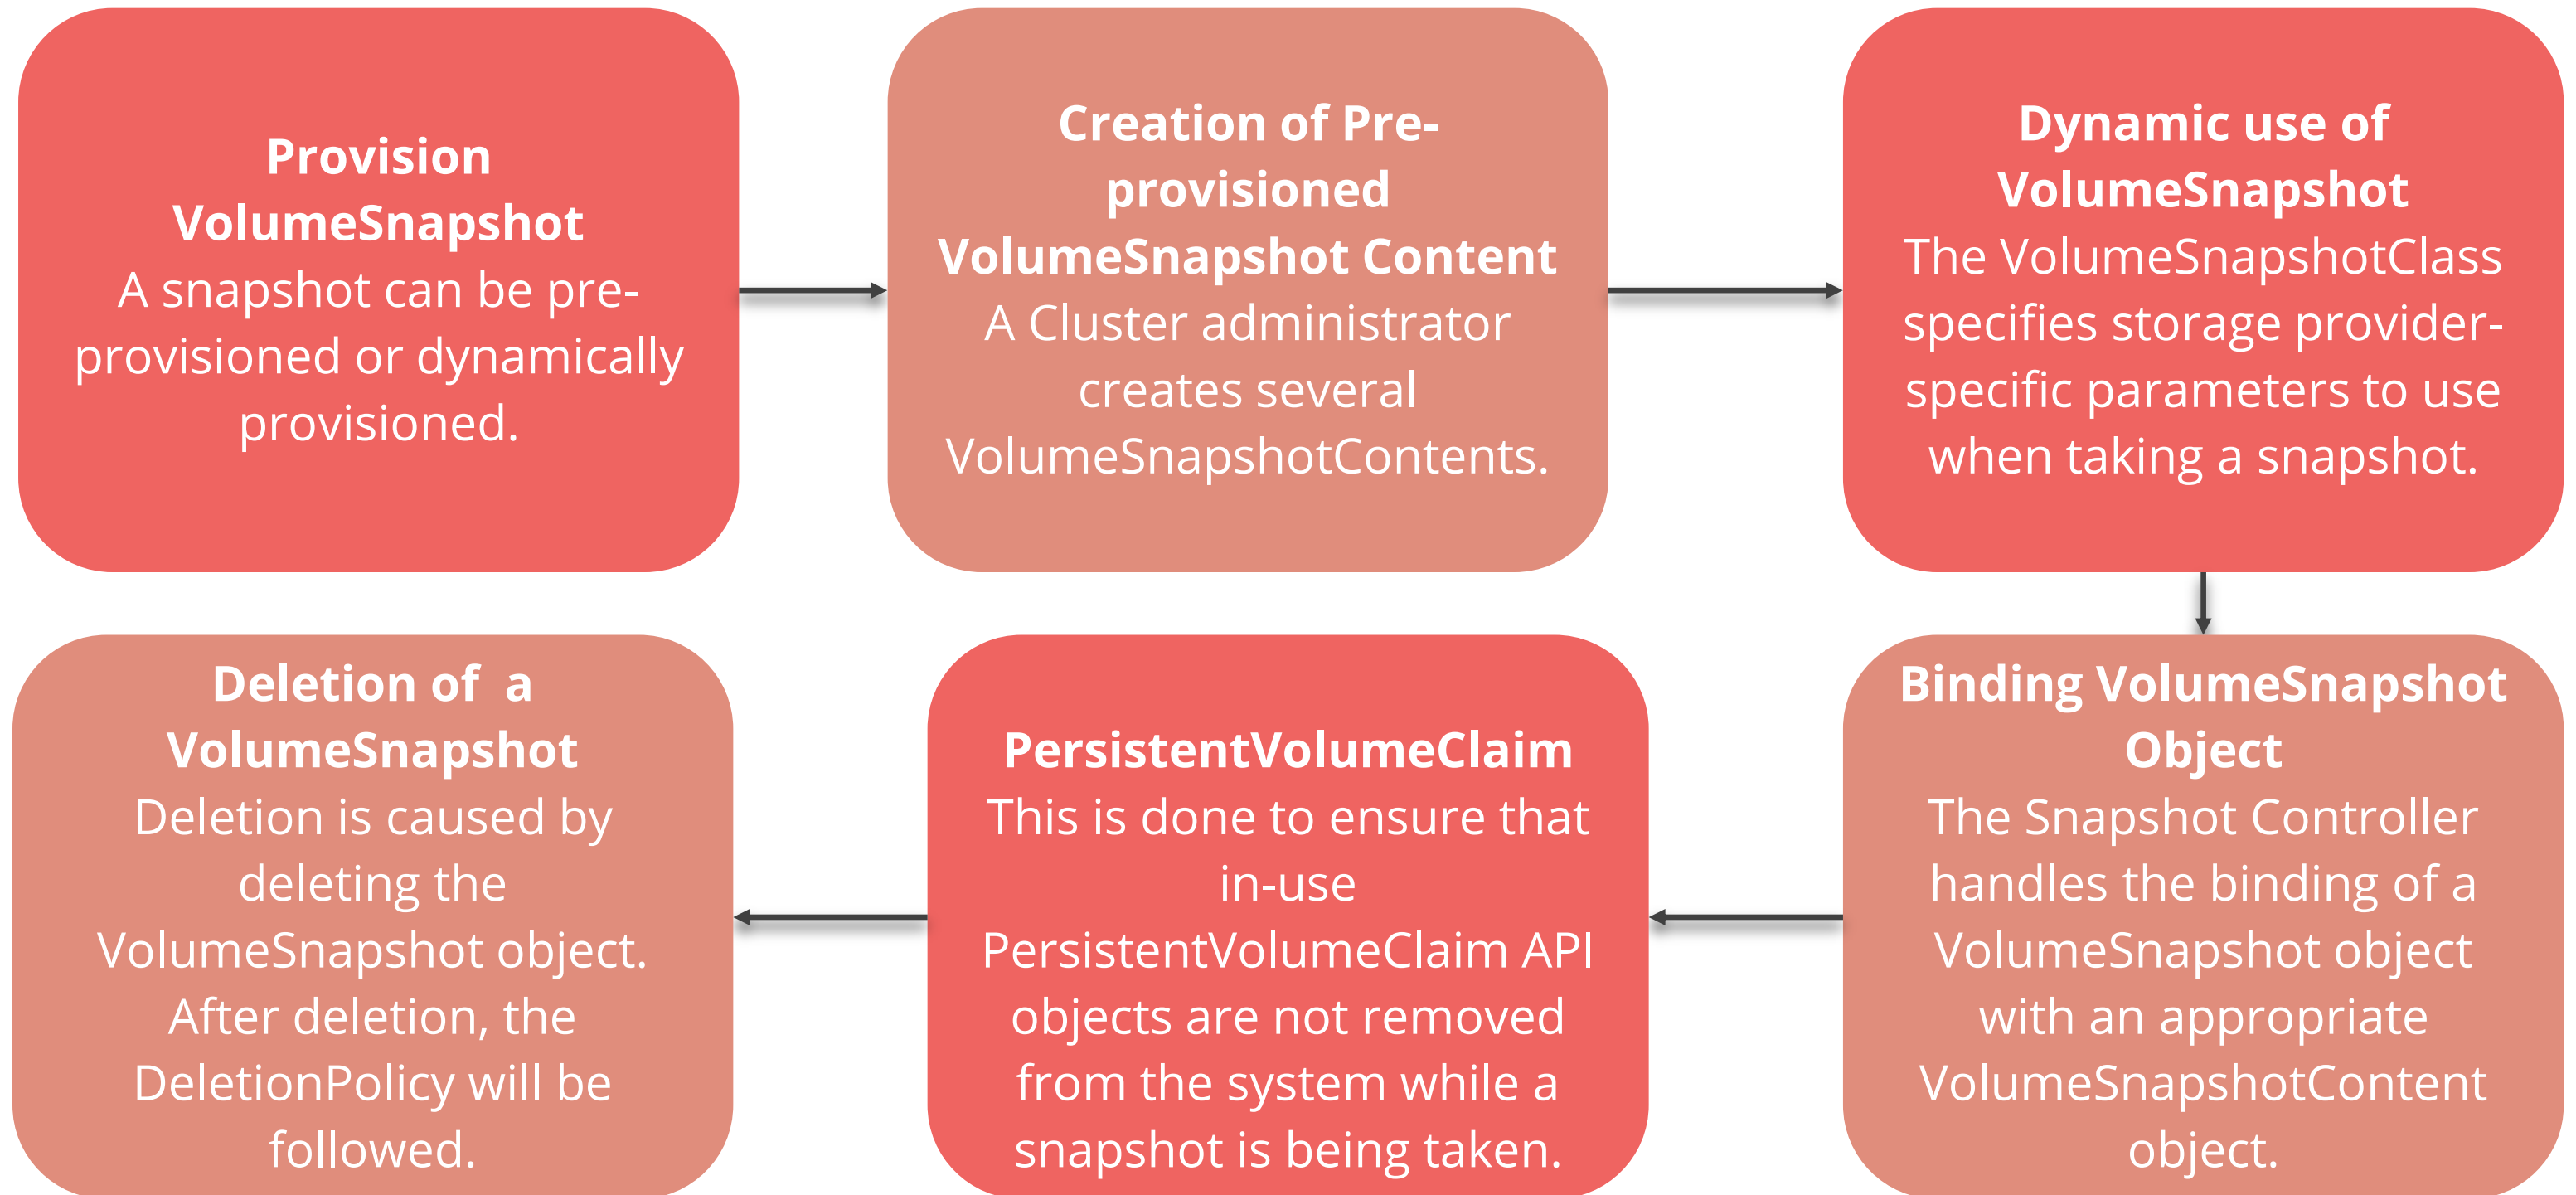 Provision
VolumeSnapshot
A snapshot can be pre-
provisioned or dynamically
provisioned.
Creation of Pre-
provisioned
VolumeSnapshot Content
A Cluster administrator
creates several
VolumeSnapshotContents.
Dynamic use of
VolumeSnapshot
The VolumeSnapshotClass
specifies storage provider-
specific parameters to use
when taking a snapshot.
Binding VolumeSnapshot
Object
The Snapshot Controller
handles the binding of a
VolumeSnapshot object
with an appropriate
VolumeSnapshotContent
object.
PersistentVolumeClaim
This is done to ensure that
in-use
PersistentVolumeClaim API
objects are not removed
from the system while a
snapshot is being taken.
Deletion of  a
VolumeSnapshot
Deletion is caused by
deleting the
VolumeSnapshot object.
After deletion, the
DeletionPolicy will be
followed.